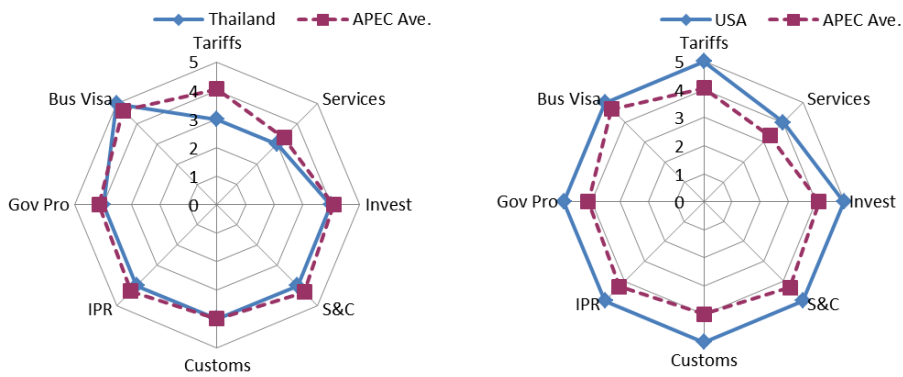 Thailand APEC Ave.
Tariffs
5
Bus Visa 4 Services
3
2
1
Gov Pro 0 Invest
IPR S&C
Customs
USA APEC Ave.
Tariffs
5
Bus Visa 4 Services
3
2
1
Gov Pro 0 Invest
IPR S&C
Customs